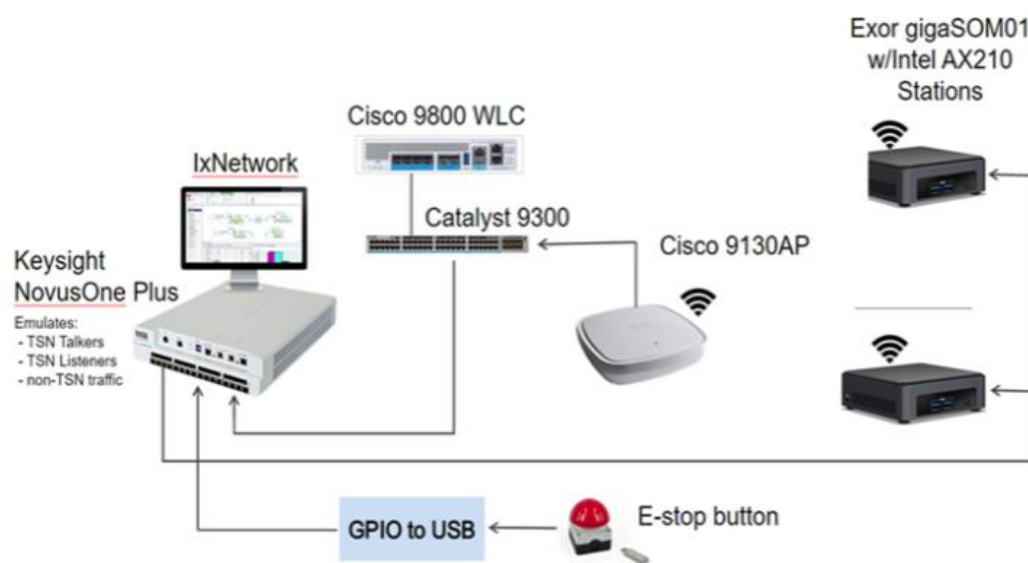 Exor gigaSOM01
w/Intel AX210
Stations
Cisco 9800 WLC
IxNetwork
Catalyst 9300
Cisco 9130AP
Keysight
NovusOne Plus
Emulates:
- TSN Talkers
- TSN Listeners
- non-TSN traffic
GPIO to USB
E-stop button